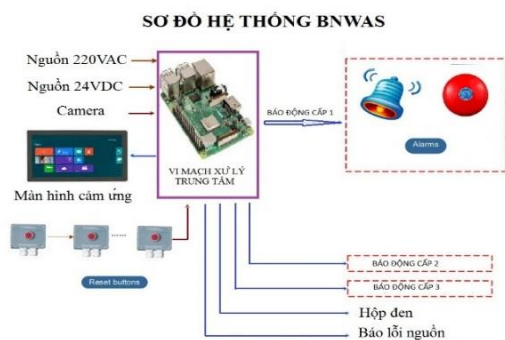 SƠ ĐỒ HỆ THỐNG BNWAS
Nguồn 220VAC
Nguồn 24VDC
Camera
BÁO ĐỘNG CẤP 1
Alarms
VI MẠCH XỬ LÝ
TRUNG TÂM
Màn hình cảm ứng
......
Reset buttons
BÁO ĐỘNG CẤP 2
BÁO ĐỘNG CẤP 3
Hộp đen
Báo lỗi nguồn